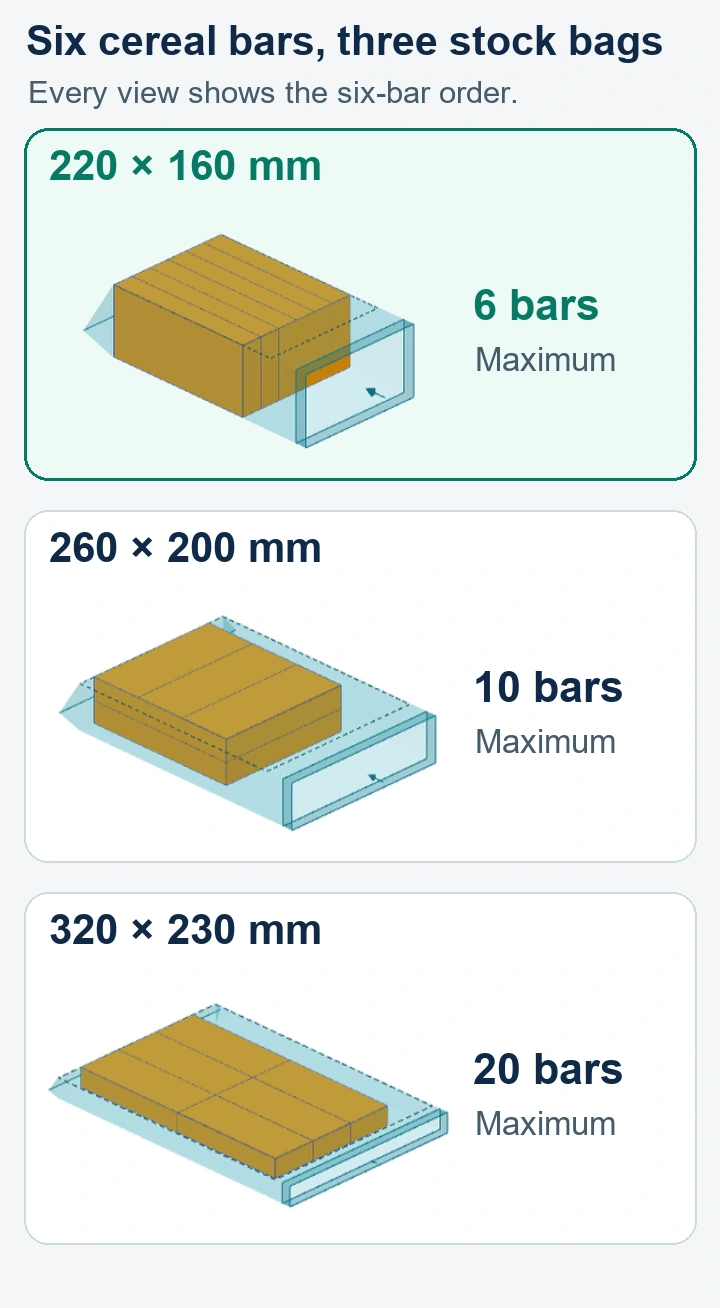 Six cereal bars, three stock bags
Every view shows the six-bar order.
220 × 160 mm
6 bars
Maximum
260 × 200 mm
10 bars
Maximum
320 × 230 mm
20 bars
Maximum